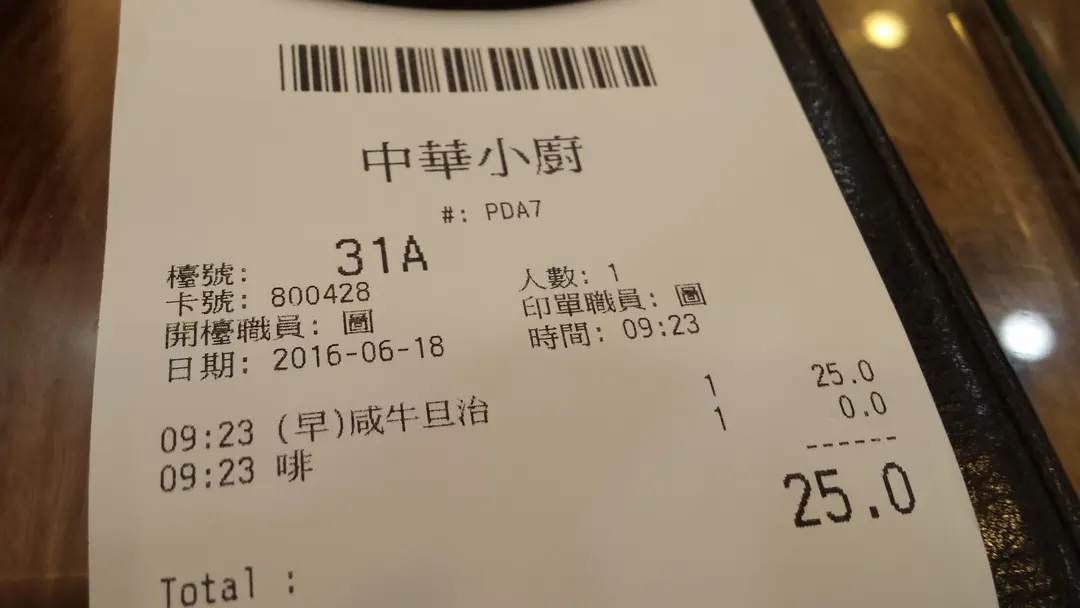 中華小廚
#: PDA7
檯號: 31A 人數: 1
卡號: 800428 印單職員: 圖
開檯職員: 圖 時間: 09:23
日期: 2016-06-18
09:23 (早)咸牛旦治 1 25.0
09:23 啡 1 0.0
------
25.0
Total :